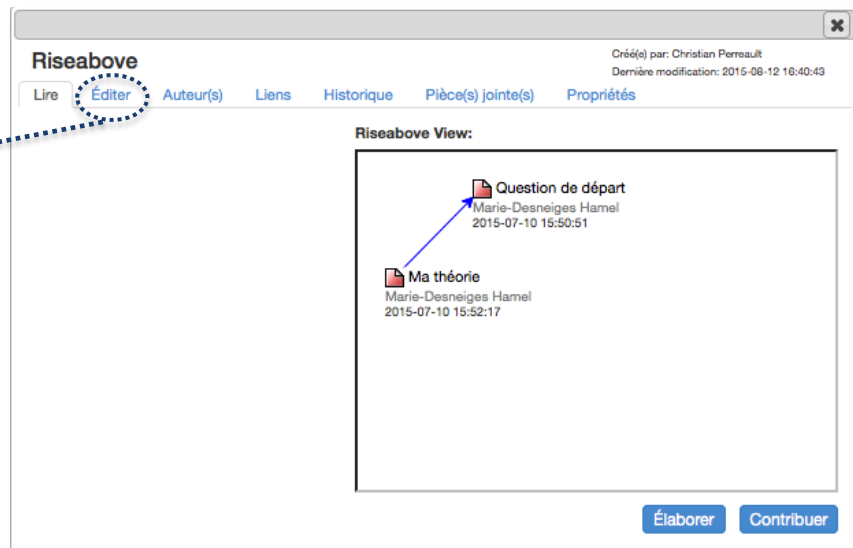 Riseabove
Créé(e) par: Christian Perreault
Dernière modification: 2015-08-12 16:40:43
Lire Éditer Auteur(s) Liens Historique Pièce(s) jointe(s) Propriétés
Riseabove View:
Question de départ
Marie-Desneiges Hamel
2015-07-10 15:50:51
Ma théorie
Marie-Desneiges Hamel
2015-07-10 15:52:17
Élaborer Contribuer